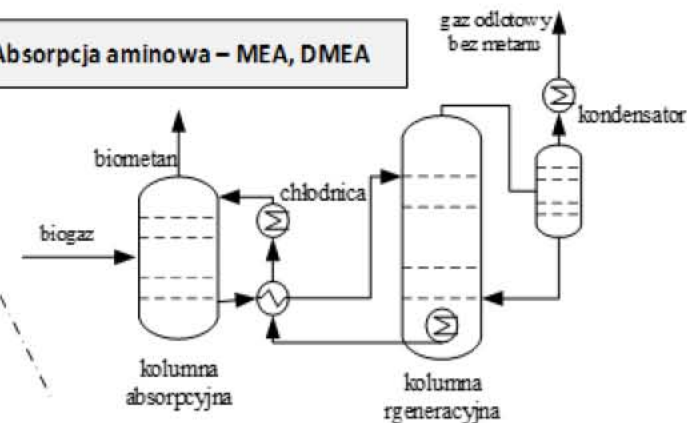 Absorpcja aminowa – MEA, DMEA
gaz odlotowy
bez metanu
kondensator
biometan
chłodnica
biogaz
kolumna
absorpcyjna
kolumna
rgeneracyjna